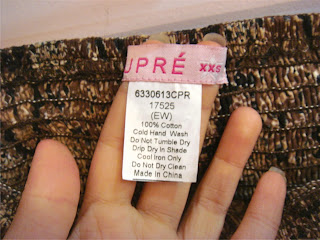 JPRÉ XXS
6330613CPR
17525
(EW)
100% Cotton
Cold Hand Wash
Do Not Tumble Dry
Drip Dry In Shade
Cool Iron Only
Do Not Dry Clean
Made In China